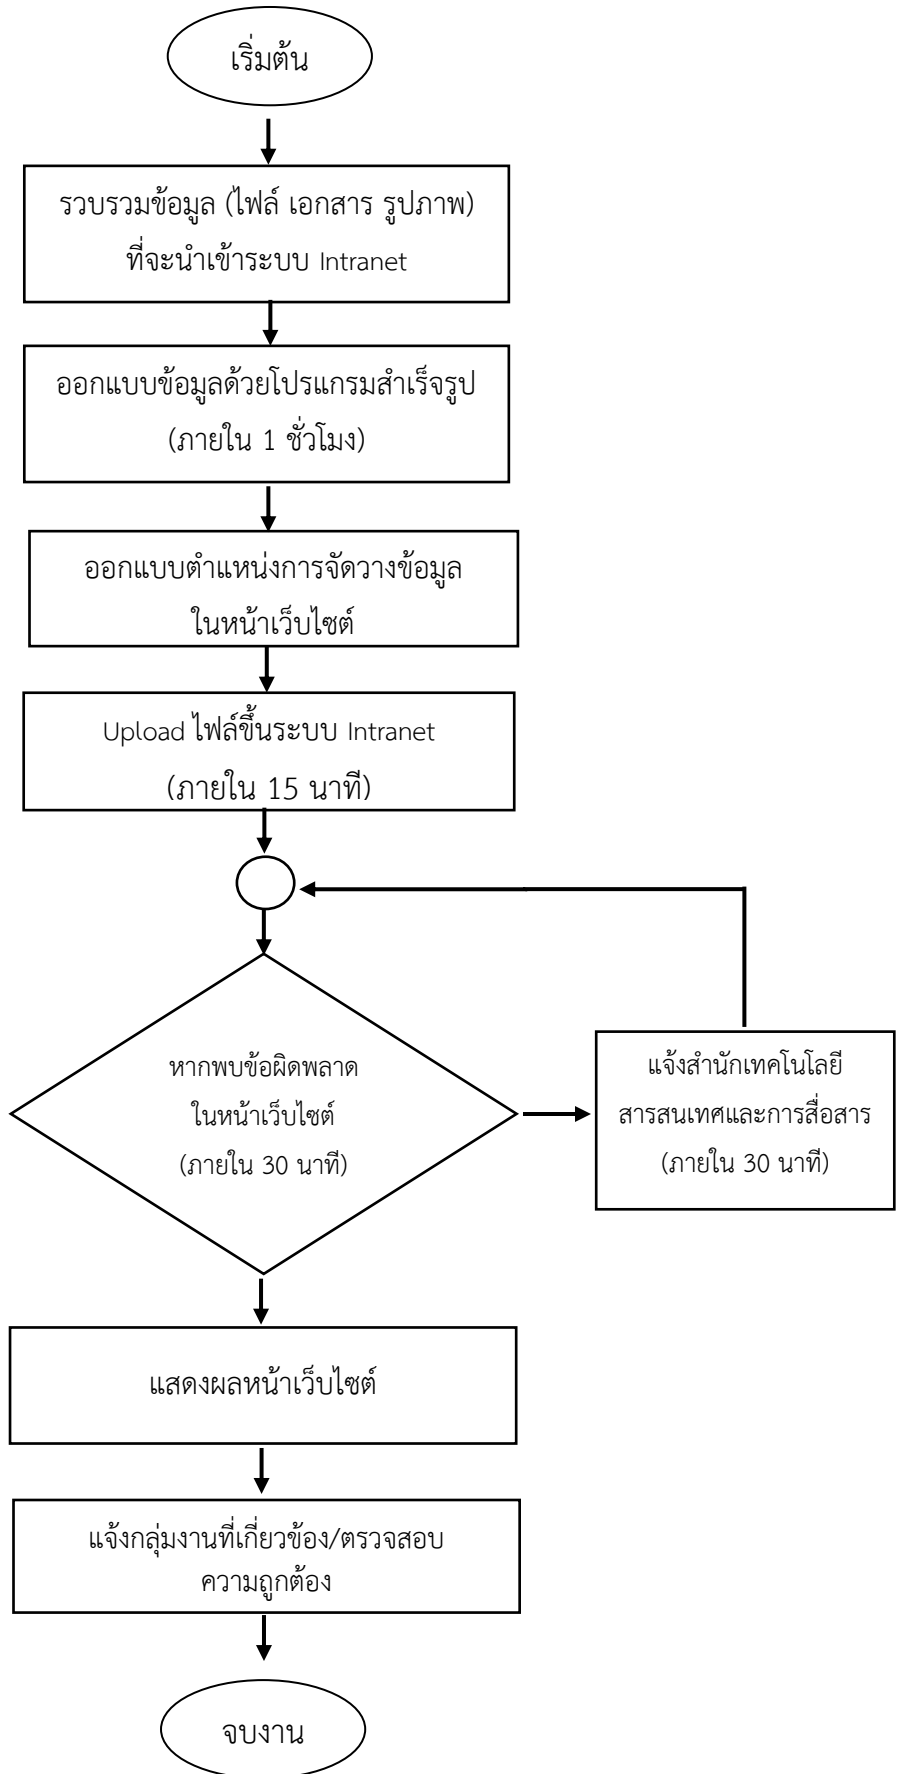 เริ่มต้น
รวบรวมข้อมูล (ไฟล์ เอกสาร รูปภาพ)
ที่จะนำเข้าระบบ Intranet
ออกแบบข้อมูลด้วยโปรแกรมสำเร็จรูป
(ภายใน 1 ชั่วโมง)
ออกแบบตำแหน่งการจัดวางข้อมูล
ในหน้าเว็บไซต์
Upload ไฟล์ขึ้นระบบ Intranet
(ภายใน 15 นาที)
หากพบข้อผิดพลาด
ในหน้าเว็บไซต์
(ภายใน 30 นาที)
แจ้งสำนักเทคโนโลยี
สารสนเทศและการสื่อสาร
(ภายใน 30 นาที)
แสดงผลหน้าเว็บไซต์
แจ้งกลุ่มงานที่เกี่ยวข้อง/ตรวจสอบ
ความถูกต้อง
จบงาน